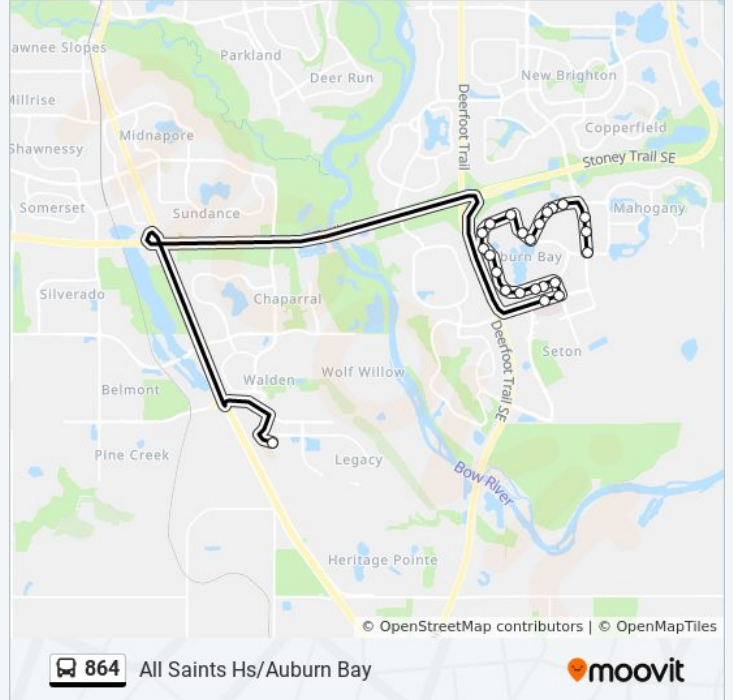 awnee Slopes
Parkland
Deer Run
New Brighton
Deerfoot Trail
Millrise
Copperfield
Midnapore
Shawnessy
Stoney Trail SE
Somerset
Sundance
Mahogany
burn Bay
Silverado
Chaparral
Deerfoot Trail SE
Seton
Wolf Willow
Walden
Belmont
Pine Creek
Legacy
Bow River
Heritage Pointe
© OpenStreetMap contributors | © OpenMapTiles
864 All Saints Hs/Auburn Bay
moovit